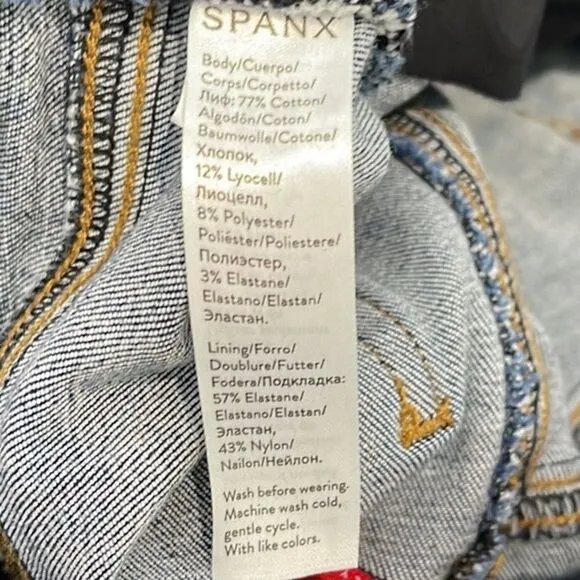 SPANX
Body/Cuerpo/
Corps/Corpetto/
Лиф: 77% Cotton/
Algodón/Coton/
Baumwolle/Cotone/
Хлопок,
12% Lyocell/
Лиоцелл,
8% Polyester/
Poliéster/Poliestere/
Полиэстер,
3% Elastane/
Elastano/Elastan/
Эластан.
Lining/Forro/
Doublure/Futter/
Fodera/Подкладка:
57% Elastane/
Elastano/Elastan/
Эластан,
43% Nylon/
Nailon/Нейлон.
Wash before wearing.
Machine wash cold,
gentle cycle.
With like colors.